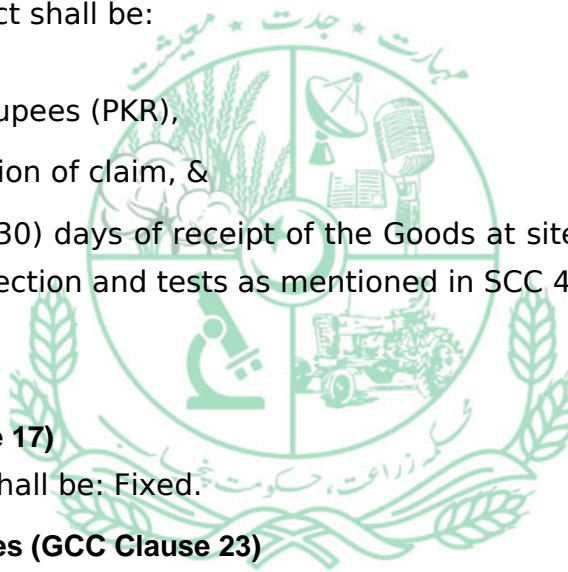 مہارت ٭ جدت ٭ معیشت
ct shall be:
upees (PKR),
ion of claim, &
30) days of receipt of the Goods at site
ection and tests as mentioned in SCC 4
محکمہ زراعت، حکومت پنجاب
e 17)
hall be: Fixed.
es (GCC Clause 23)